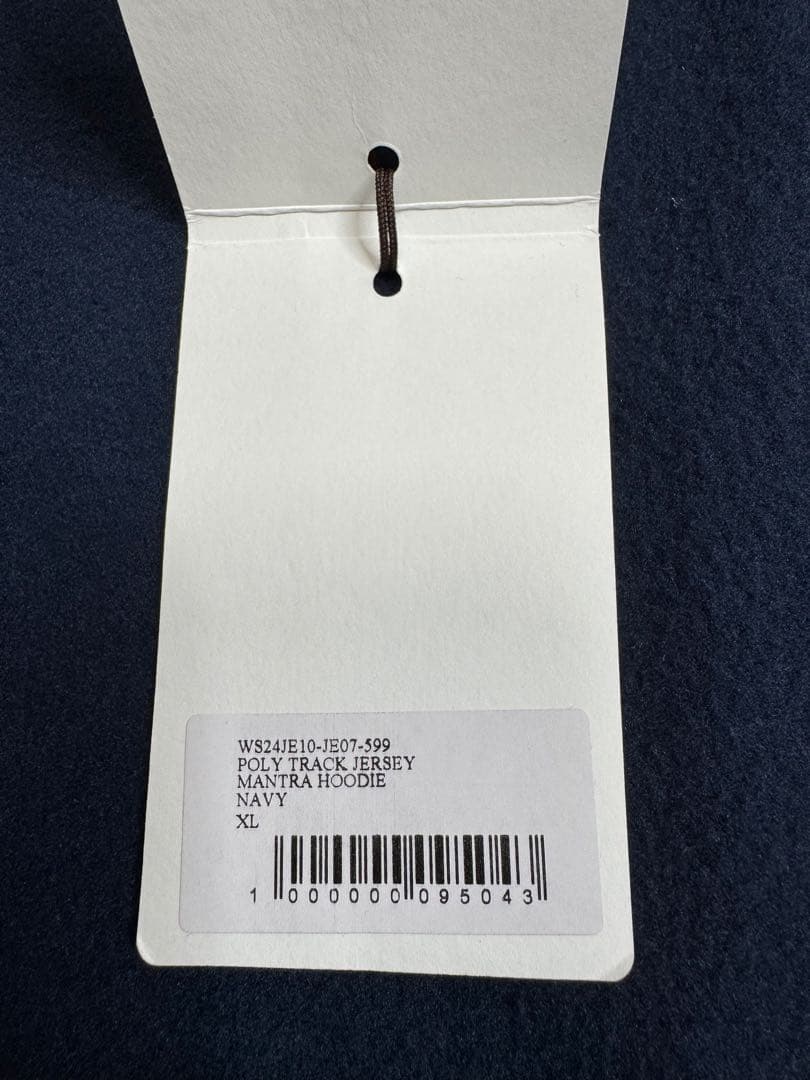 WS24JE10-JE07-599
POLY TRACK JERSEY
MANTRA HOODIE
NAVY
XL
1 000000 095043